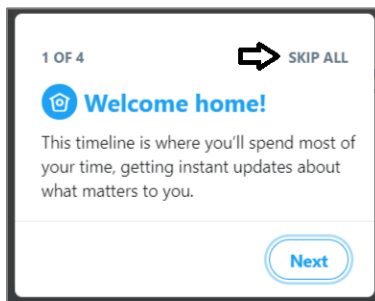 1 OF 4 SKIP ALL
Welcome home!
This timeline is where you'll spend most of
your time, getting instant updates about
what matters to you.
Next